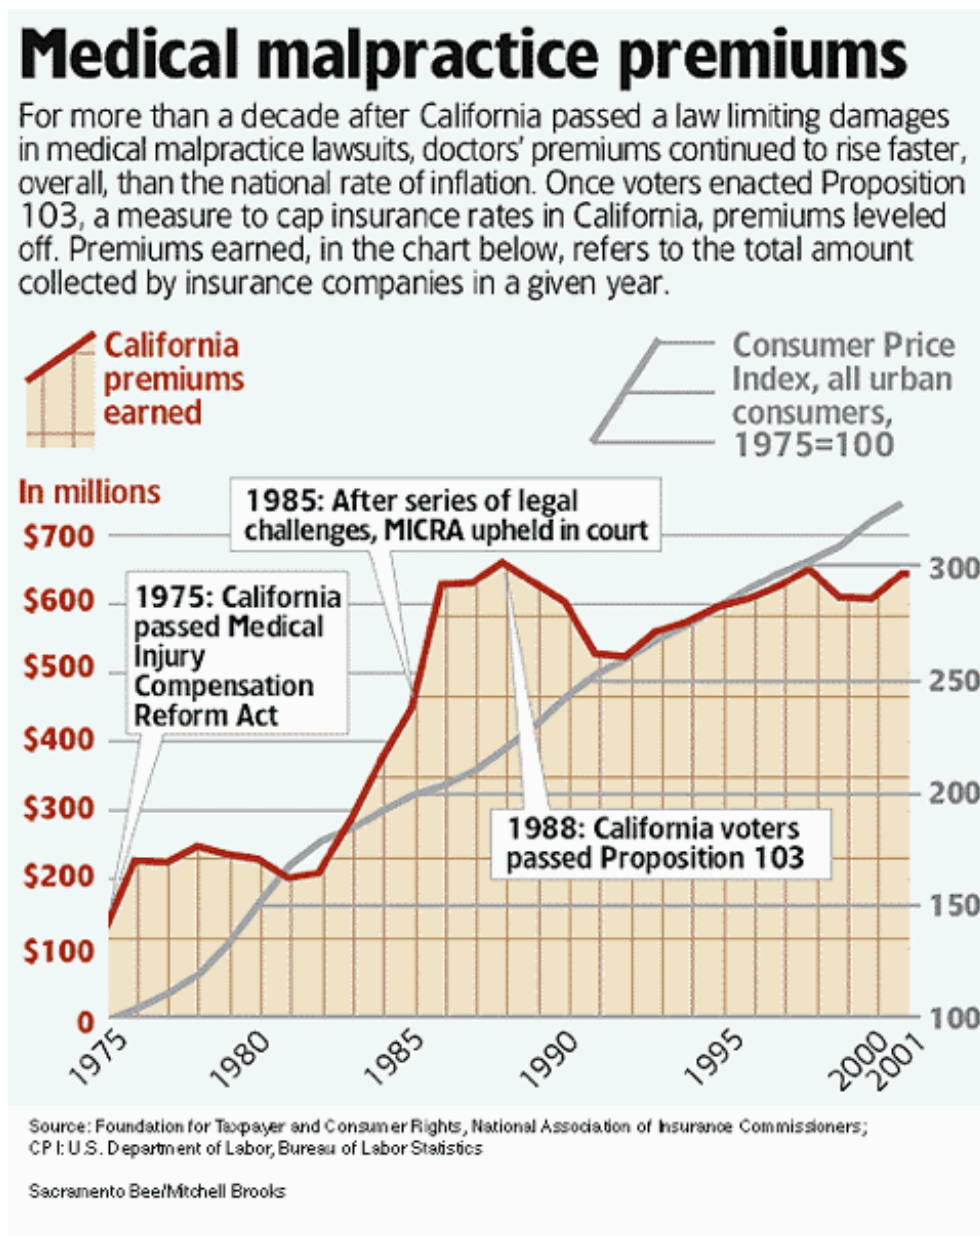 Medical malpractice premiums
For more than a decade after California passed a law limiting damages
in medical malpractice lawsuits, doctors' premiums continued to rise faster,
overall, than the national rate of inflation. Once voters enacted Proposition
103, a measure to cap insurance rates in California, premiums leveled
off. Premiums earned, in the chart below, refers to the total amount
collected by insurance companies in a given year.
California
premiums
earned
Consumer Price
Index, all urban
consumers,
1975=100
In millions
1985: After series of legal
challenges, MICRA upheld in court
1975: California
passed Medical
Injury
Compensation
Reform Act
1988: California voters
passed Proposition 103
$700
$600
$500
$400
$300
$200
$100
0
300
250
200
150
100
1975
1980
1985
1990
1995
2000
2001
Source: Foundation for Taxpayer and Consumer Rights, National Association of Insurance Commissioners;
CPI: U.S. Department of Labor, Bureau of Labor Statistics
Sacramento Bee/Mitchell Brooks